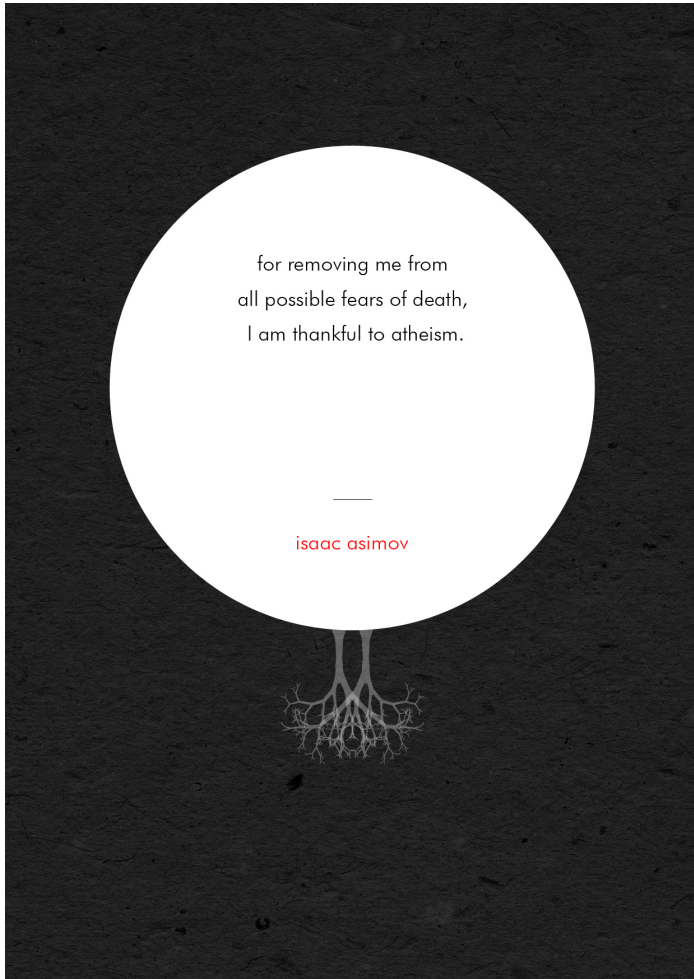 for removing me from
all possible fears of death,
I am thankful to atheism.
isaac asimov